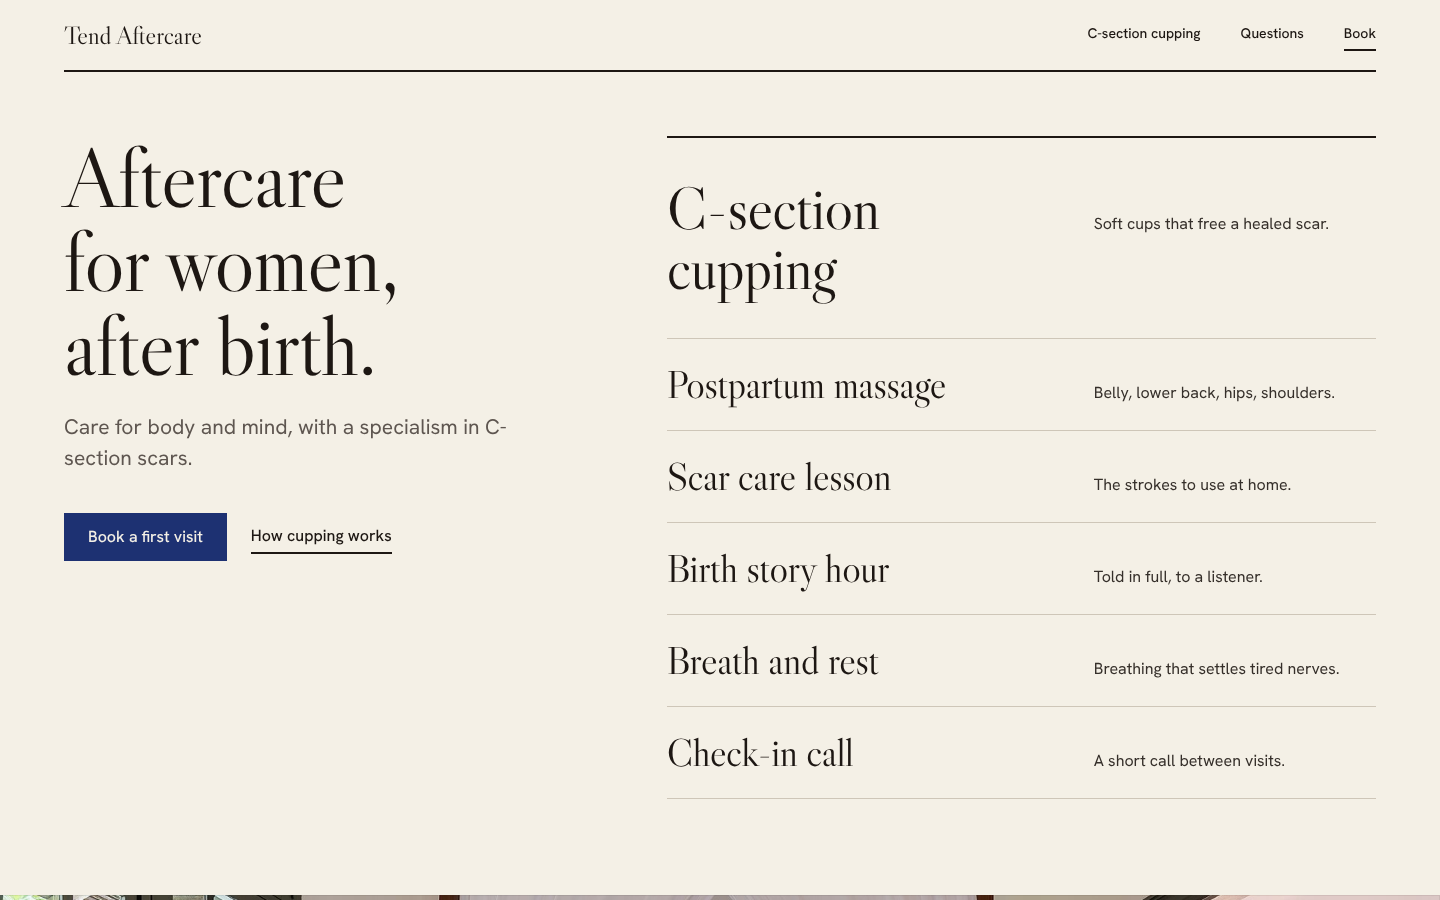 Tend Aftercare
C-section cupping
Questions
Book
Aftercare
for women,
after birth.
Care for body and mind, with a specialism in C-
section scars.
Book a first visit
How cupping works
C-section
cupping
Soft cups that free a healed scar.
Postpartum massage
Belly, lower back, hips, shoulders.
Scar care lesson
The strokes to use at home.
Birth story hour
Told in full, to a listener.
Breath and rest
Breathing that settles tired nerves.
Check-in call
A short call between visits.